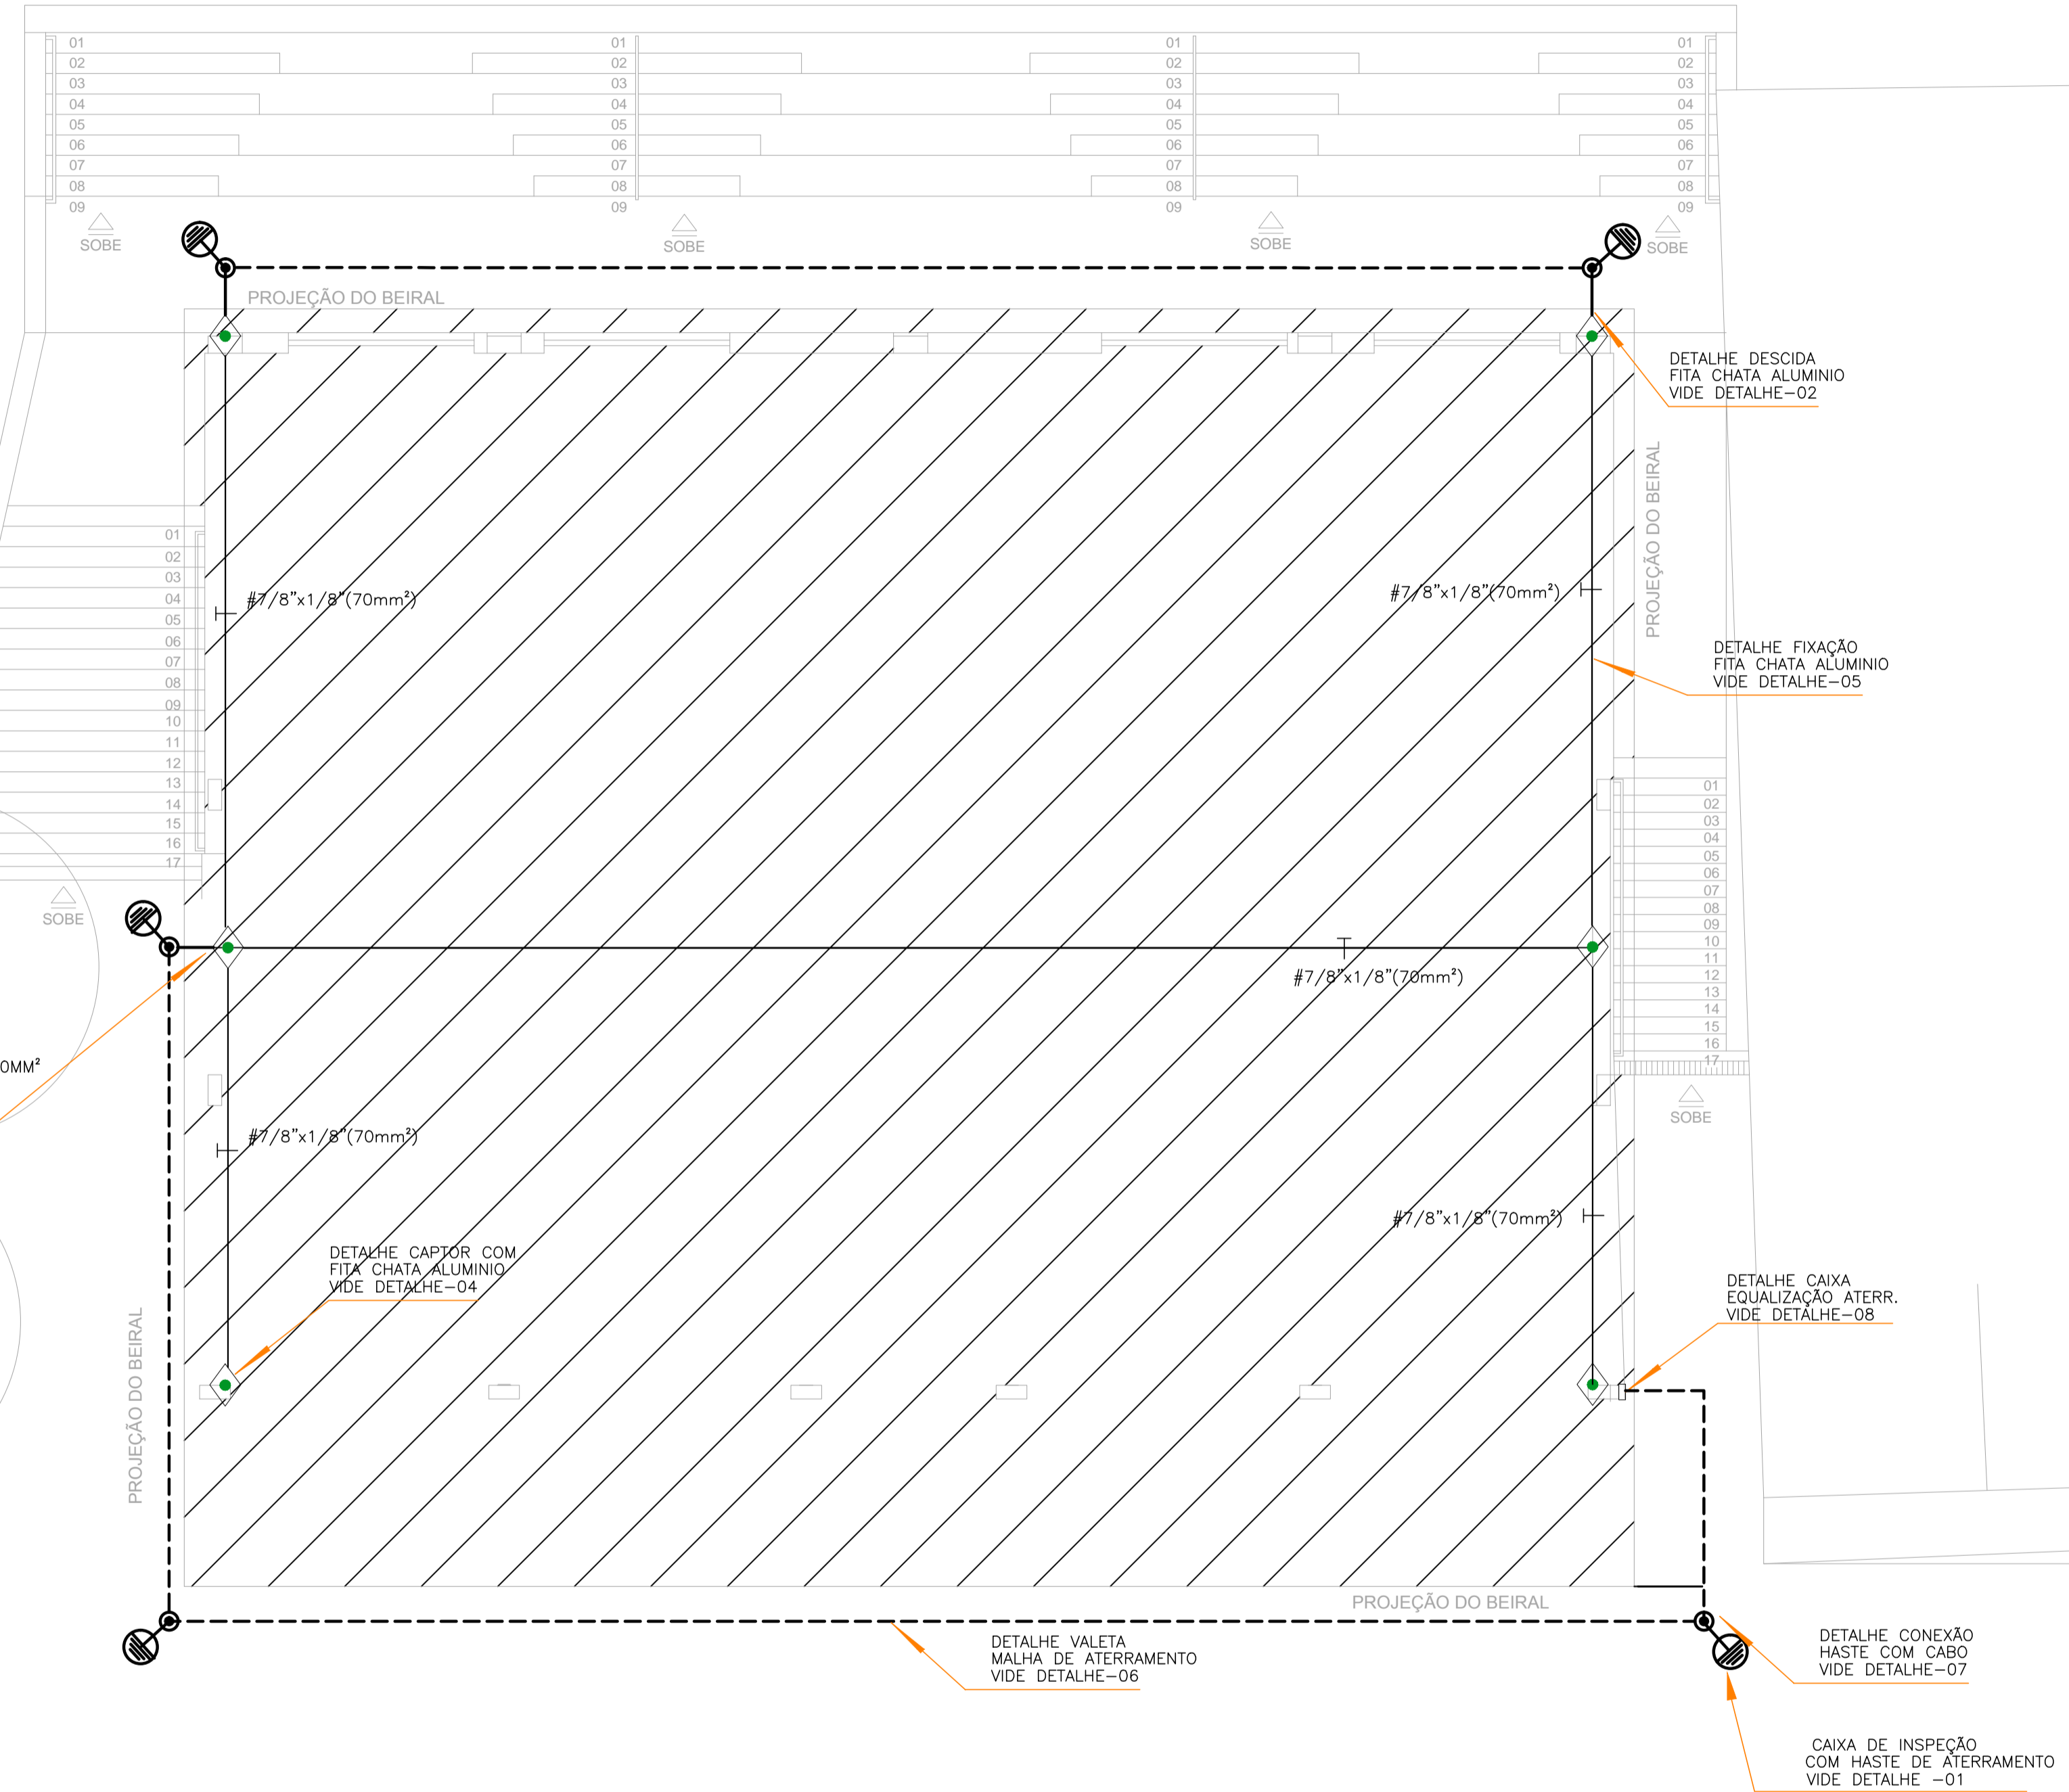 01
02
03
04
05
06
07
08
09
SOBE
01
02
03
04
05
06
07
08
09
SOBE
01
02
03
04
05
06
07
08
09
SOBE
01
02
03
04
05
06
07
08
09
SOBE
PROJEÇÃO DO BEIRAL
DETALHE DESCIDA
FITA CHATA ALUMINIO
VIDE DETALHE-02
PROJEÇÃO DO BEIRAL
#7/8"x1/8"(70mm²)
#7/8"x1/8"(70mm²)
DETALHE FIXAÇÃO
FITA CHATA ALUMINIO
VIDE DETALHE-05
01
02
03
04
05
06
07
08
09
10
11
12
13
14
15
16
17
SOBE
01
02
03
04
05
06
07
08
09
10
11
12
13
14
15
16
17
SOBE
#7/8"x1/8"(70mm²)
0MM²
#7/8"x1/8"(70mm²)
#7/8"x1/8"(70mm²)
DETALHE CAPTOR COM
FITA CHATA ALUMINIO
VIDE DETALHE-04
DETALHE CAIXA
EQUALIZAÇÃO ATERR.
VIDE DETALHE-08
PROJEÇÃO DO BEIRAL
PROJEÇÃO DO BEIRAL
DETALHE VALETA
MALHA DE ATERRAMENTO
VIDE DETALHE-06
DETALHE CONEXÃO
HASTE COM CABO
VIDE DETALHE-07
CAIXA DE INSPEÇÃO
COM HASTE DE ATERRAMENTO
VIDE DETALHE -01